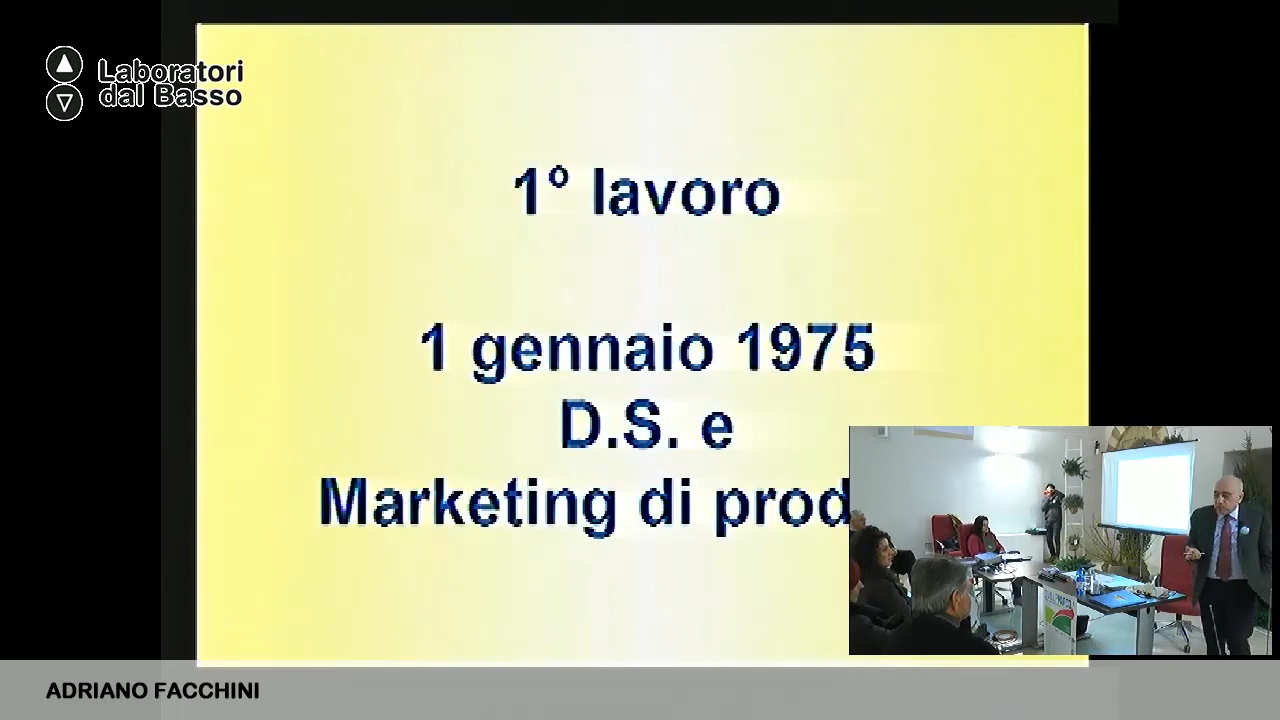 Laboratori
dal Basso
1° lavoro
1 gennaio 1975
D.S. e
Marketing di prod
ADRIANO FACCHINI